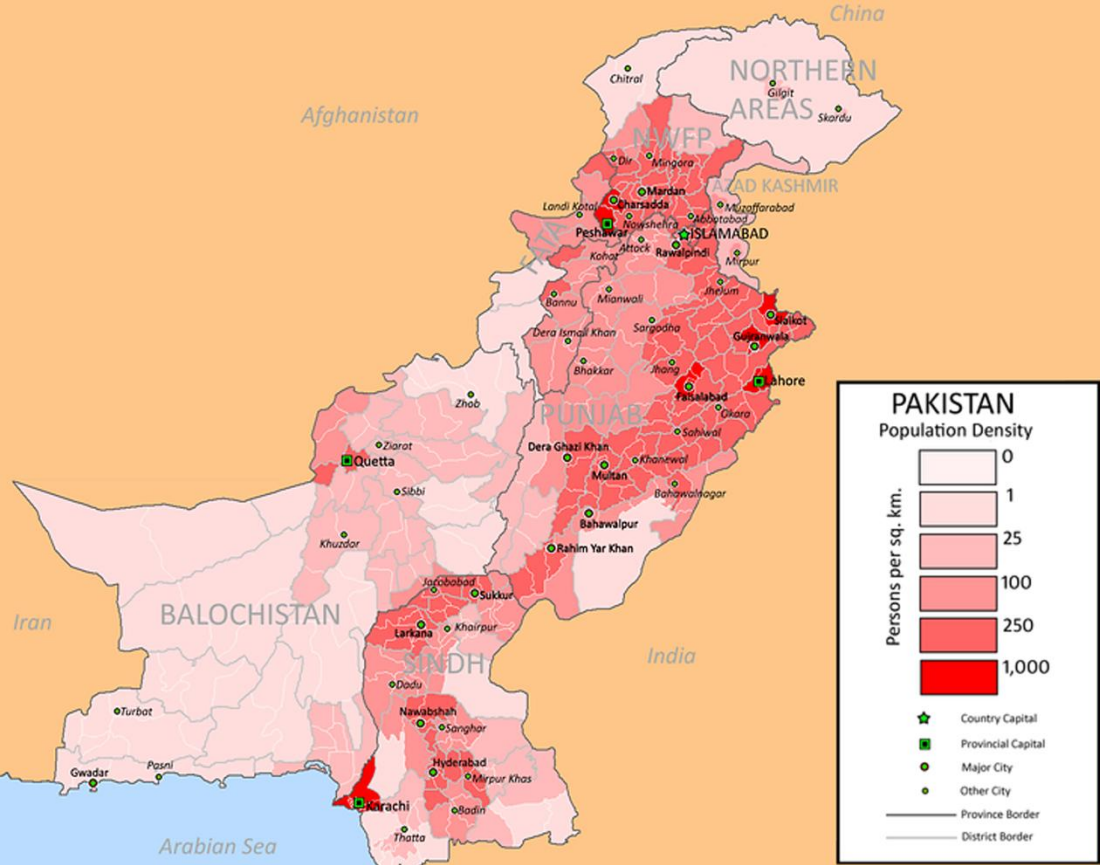 China
NORTHERN
AREAS
Chitral
Gilgit
Skardu
Afghanistan
NWFP
Dir
Mingora
AZAD KASHMIR
Mardan
Charsadda
Landi Kotal
Muzaffarabad
Abbotabad
Nowshehra
Peshawar
ISLAMABAD
FATA
Attock
Rawalpindi
Kohat
Mirpur
Jhelum
Bannu
Mianwali
Sialkot
Sargodha
Dera Ismail Khan
Gujranwala
Bhakkar
Jhang
Lahore
Faisalabad
Zhob
Okara
PUNJAB
Sahiwal
Ziarat
Dera Ghazi Khan
Quetta
Khanewal
Multan
Sibbi
Bahawalnagar
Bahawalpur
Khuzdar
Rahim Yar Khan
Jacobabad
Sukkur
BALOCHISTAN
Iran
Larkana
Khairpur
India
SINDH
Dadu
Turbat
Nawabshah
Sanghar
Hyderabad
Gwadar
Pasni
Mirpur Khas
Karachi
Badin
Thatta
Arabian Sea
PAKISTAN
Population Density
Persons per sq. km.
0
1
25
100
250
1,000
Country Capital
Provincial Capital
Major City
Other City
Province Border
District Border